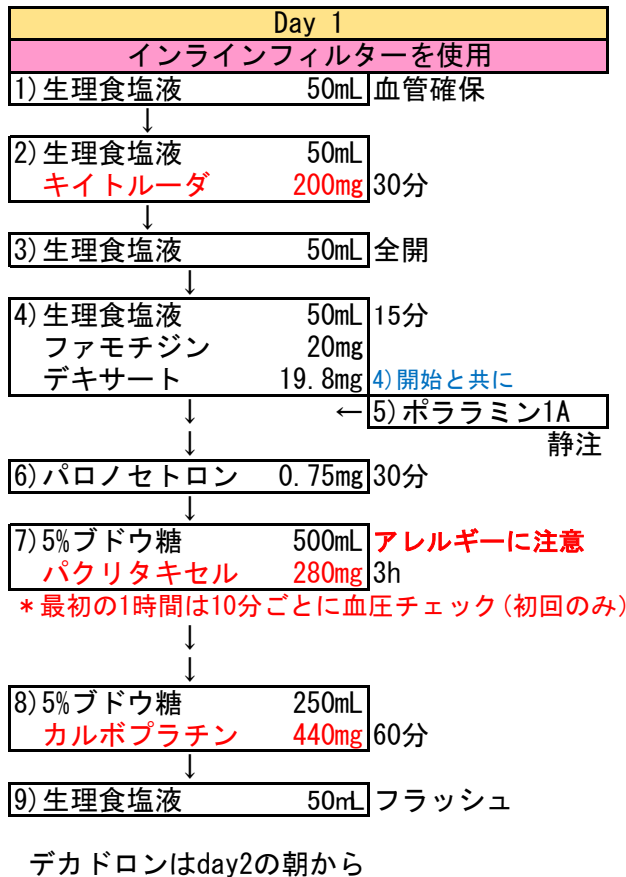 Day 1
インラインフィルターを使用
1)生理食塩液 50mL 血管確保
↓
2)生理食塩液 50mL
キイトルーダ 200mg 30分
↓
3)生理食塩液 50mL 全開
↓
4)生理食塩液 50mL 15分
ファモチジン 20mg
デキサート 19.8mg 4)開始と共に
↓ ← 5)ポララミン1A
↓ 静注
6)パロノセトロン 0.75mg 30分
↓
7)5%ブドウ糖 500mL アレルギーに注意
パクリタキセル 280mg 3h
*最初の1時間は10分ごとに血圧チェック(初回のみ)
↓
↓
8)5%ブドウ糖 250mL
カルボプラチン 440mg 60分
↓
9)生理食塩液 50mL フラッシュ
デカドロンはday2の朝から